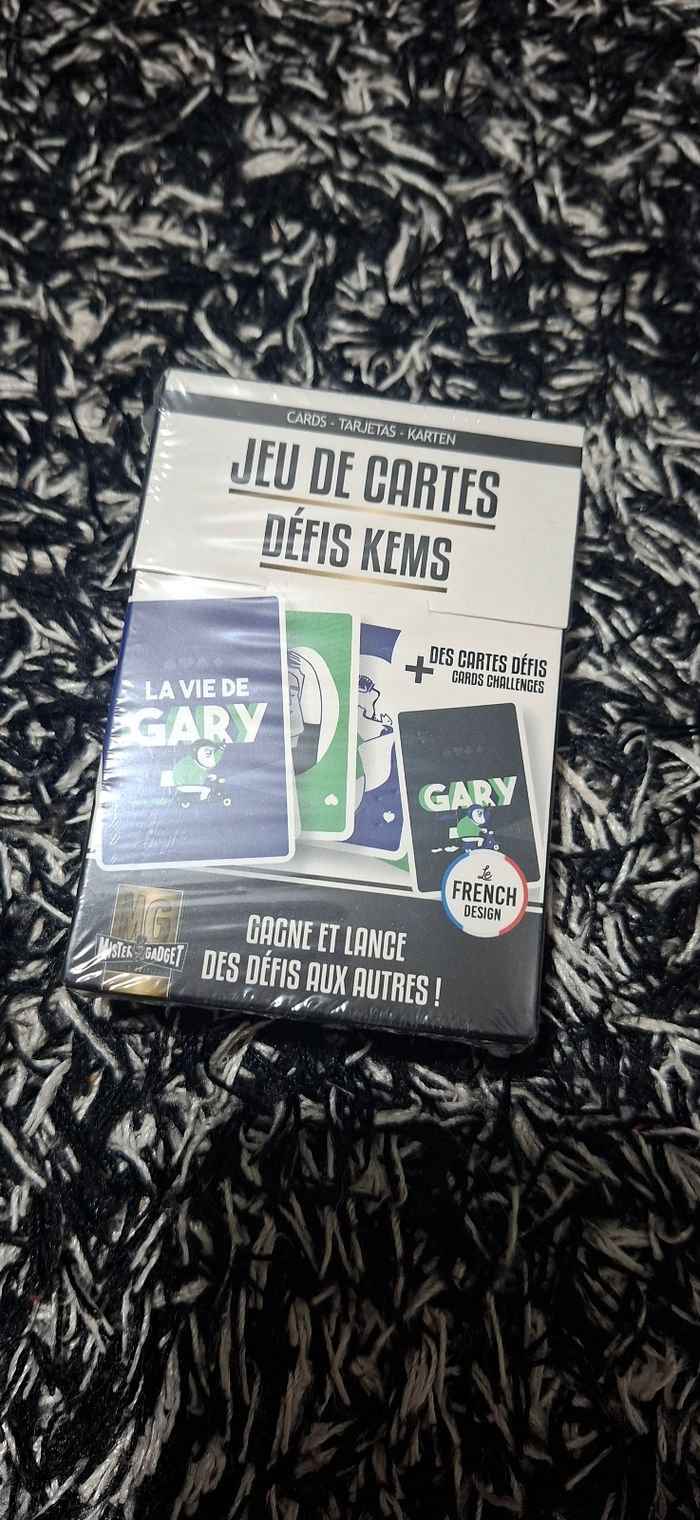 CARDS - TARJETAS - KARTEN
JEU DE CARTES
DÉFIS KEMS
+ DES CARTES DÉFIS
CARDS CHALLENGES
LA VIE DE
GARY
GARY
Le
FRENCH
DESIGN
MG
MISTER GADGET
GAGNE ET LANCE
DES DÉFIS AUX AUTRES !